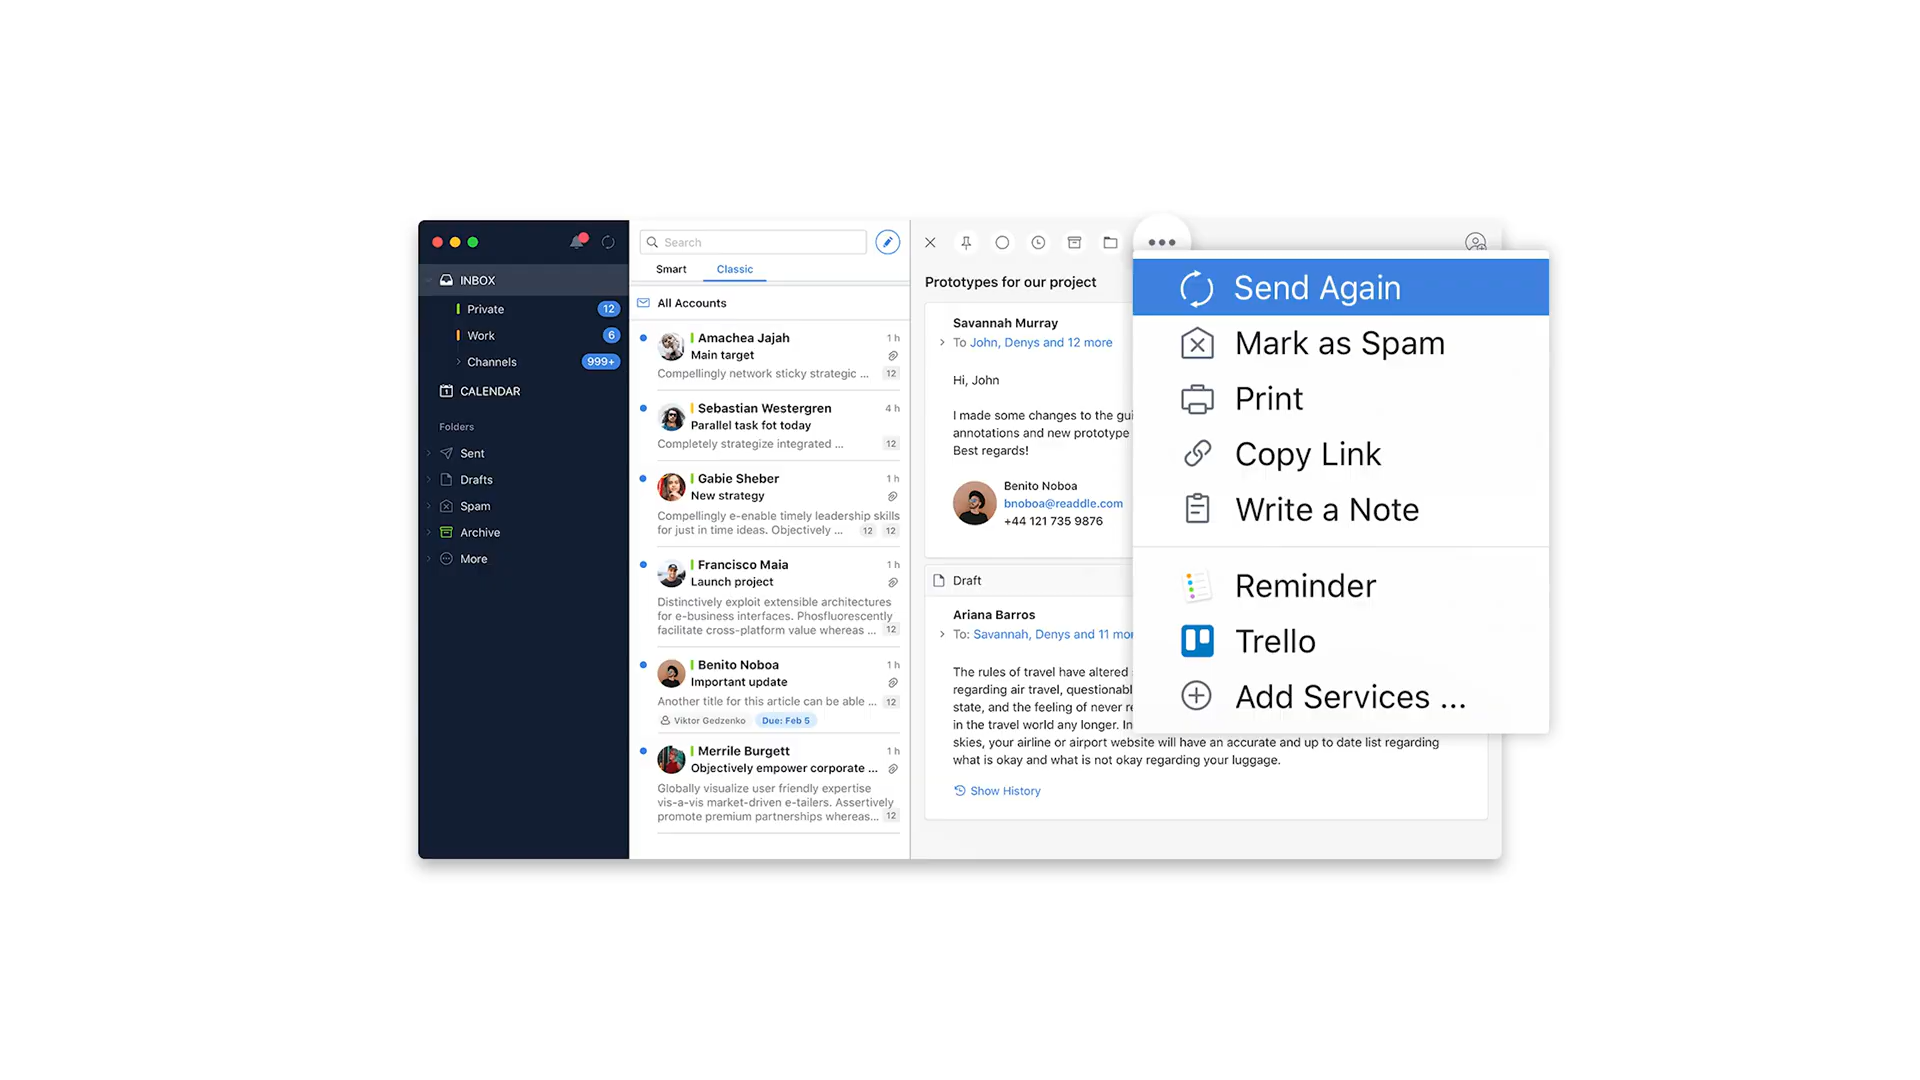 INBOX
Private 12
Work 6
Channels 999+
CALENDAR
Folders
Sent
Drafts
Spam
Archive
More
Search
Smart Classic
All Accounts
Amachea Jajah 1 h
Main target
Compellingly network sticky strategic ... 12
Sebastian Westergren 4 h
Parallel task fot today
Completely strategize integrated ... 12
Gabie Sheber 1 h
New strategy
Compellingly e-enable timely leadership skills
for just in time ideas. Objectively ... 12 12
Francisco Maia 1 h
Launch project
Distinctively exploit extensible architectures
for e-business interfaces. Phosfluorescently
facilitate cross-platform value whereas ... 12
Benito Noboa 1 h
Important update
Another title for this article can be able ... 12
Viktor Gedzenko Due: Feb 5
Merrile Burgett 1 h
Objectively empower corporate ...
Globally visualize user friendly expertise
vis-a-vis market-driven e-tailers. Assertively
promote premium partnerships whereas... 12
Prototypes for our project
Savannah Murray
To John, Denys and 12 more
Hi, John
I made some changes to the
annotations and new prototype
Best regards!
Benito Noboa
bnoboa@readdle.com
+44 121 735 9876
Draft
Ariana Barros
To: Savannah, Denys and 11
The rules of travel have altered
regarding air travel,
state, and the feeling of never
in the travel world any longer. In
skies, your airline or airport website will have an accurate and up to date list regarding
what is okay and what is not okay regarding your luggage.
Show History
Send Again
Mark as Spam
Print
Copy Link
Write a Note
Reminder
Trello
Add Services ...